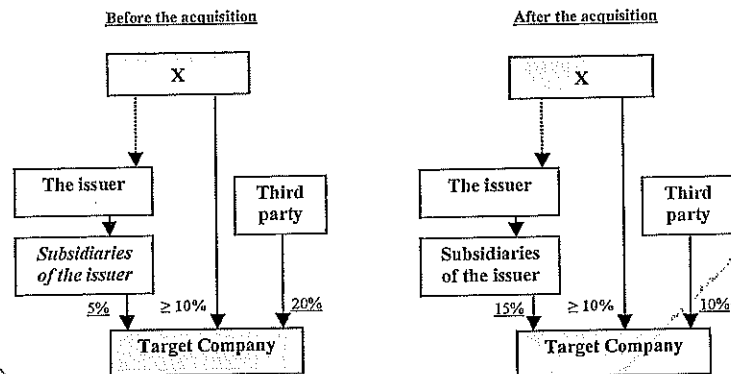 Before the acquisition
X
The issuer
Third
party
Subsidiaries
of the issuer
5%
≥ 10%
20%
Target Company
After the acquisition
X
The issuer
Third
party
Subsidiaries
of the issuer
15%
≥ 10%
10%
Target Company